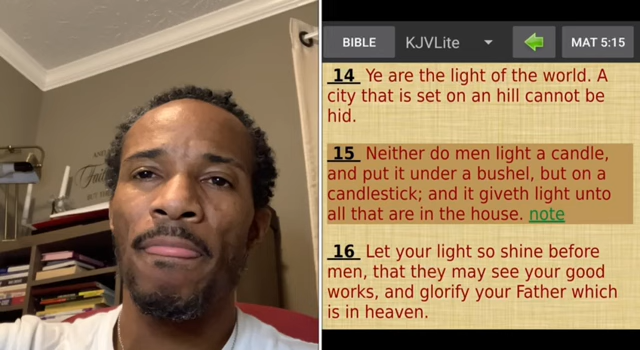 BIBLE
KJVLite
MAT 5:15
14 Ye are the light of the world. A
city that is set on an hill cannot be
hid.
15 Neither do men light a candle,
and put it under a bushel, but on a
candlestick; and it giveth light unto
all that are in the house. note
16 Let your light so shine before
men, that they may see your good
works, and glorify your Father which
is in heaven.